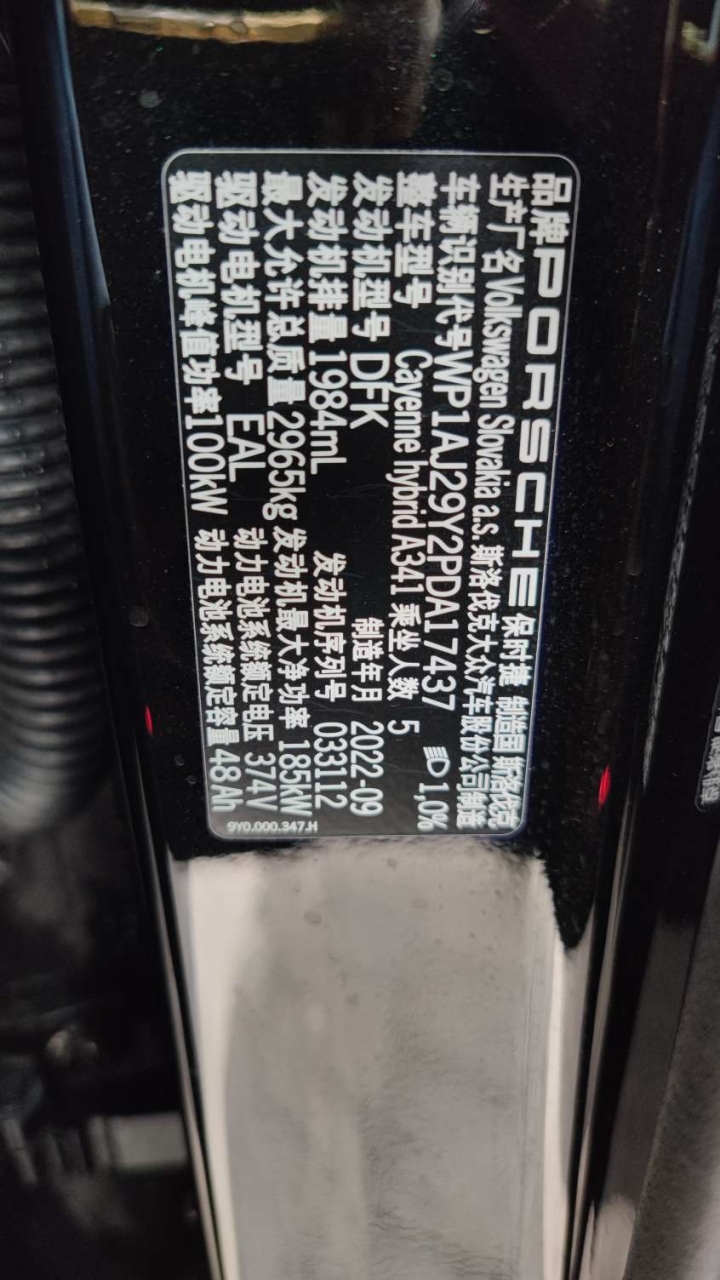 品牌 PORSCHE 保时捷 制造国 斯洛伐克
生产厂名 Volkswagen Slovakia a.s. 斯洛伐克大众汽车股份公司制造
车辆识别代号 WP1AJ29Y2PDA17437 1,0%
整车型号 Cayenne hybrid A341 乘坐人数 5
发动机型号 DFK 制造年月 2022-09
发动机排量 1984mL 发动机序列号 033112
最大允许总质量 2965kg 发动机最大净功率 185kW
驱动电机型号 EAL 动力电池系统额定电压 374V
驱动电机峰值功率 100kW 动力电池系统额定容量 48Ah
9Y0.000.347.H